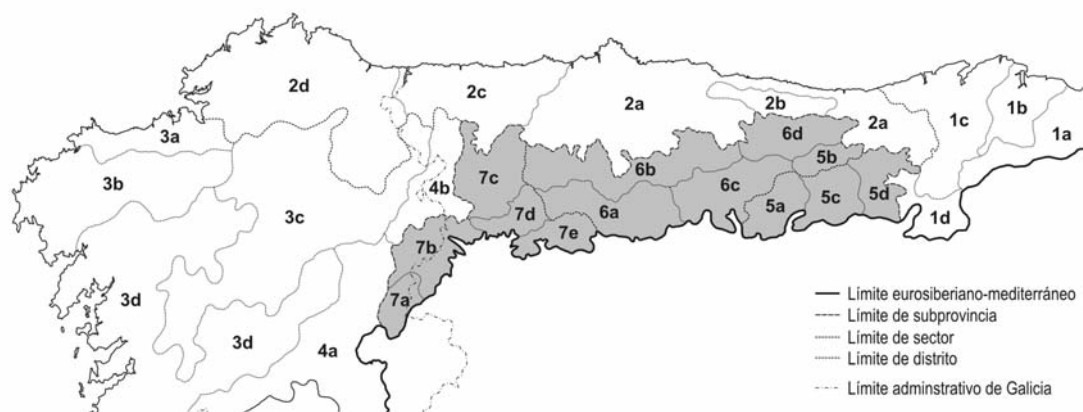 2d
2c
2a
2b
1c
1b
1a
3a
2a
6d
3b
4b
7c
6b
5b
3c
6c
5d
7d
6a
5a
5c
1d
7b
7e
3d
7a
3d
4a
Límite eurosiberiano-mediterráneo
Límite de subprovincia
Límite de sector
Límite de distrito
Límite adminstrativo de Galicia